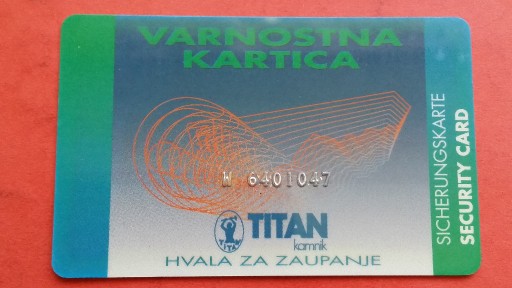 VARNOSTNA
KARTICA
W 6401047
TITAN
kamnik
HVALA ZA ZAUPANJE
SICHERUNGSKARTE
SECURITY CARD